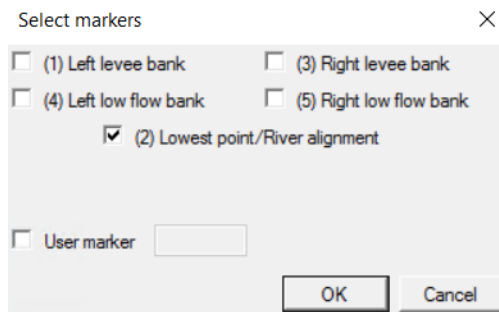 Select markers
(1) Left levee bank (3) Right levee bank
(4) Left low flow bank (5) Right low flow bank
(2) Lowest point/River alignment
User marker
OK Cancel